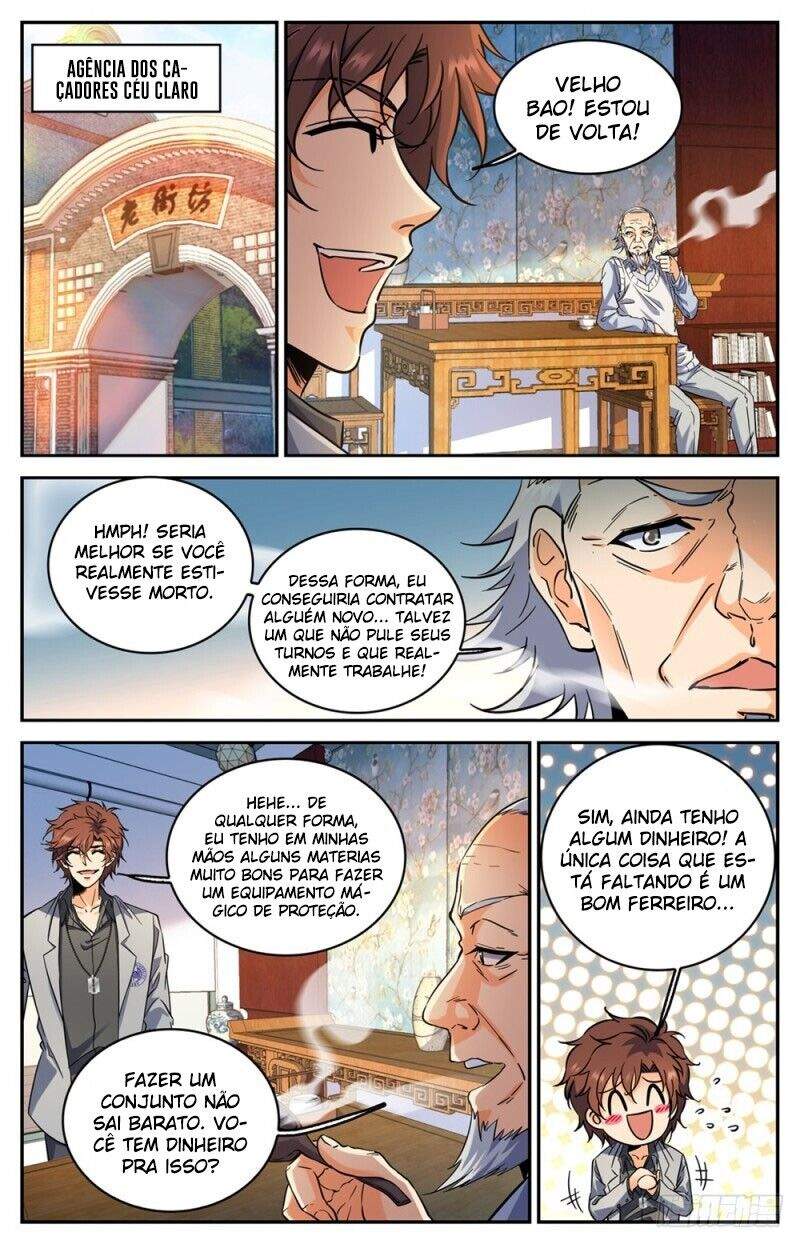 AGÊNCIA DOS CA-
ÇADORES CÉU CLARO
老街坊
VELHO
BAO! ESTOU
DE VOLTA!
HMPH! SERIA
MELHOR SE VOCÊ
REALMENTE ESTI-
VESSE MORTO.
DESSA FORMA, EU
CONSEGUIRIA CONTRATAR
ALGUÉM NOVO... TALVEZ
UM QUE NÃO PULE SEUS
TURNOS E QUE REAL-
MENTE TRABALHE!
HEHE... DE
QUALQUER FORMA,
EU TENHO EM MINHAS
MÃOS ALGUNS MATERIAS
MUITO BONS PARA FAZER
UM EQUIPAMENTO MÁ-
GICO DE PROTEÇÃO.
FAZER UM
CONJUNTO NÃO
SAI BARATO. VO-
CÊ TEM DINHEIRO
PRA ISSO?
SIM, AINDA TENHO
ALGUM DINHEIRO! A
ÚNICA COISA QUE ES-
TÁ FALTANDO É UM
BOM FERREIRO...